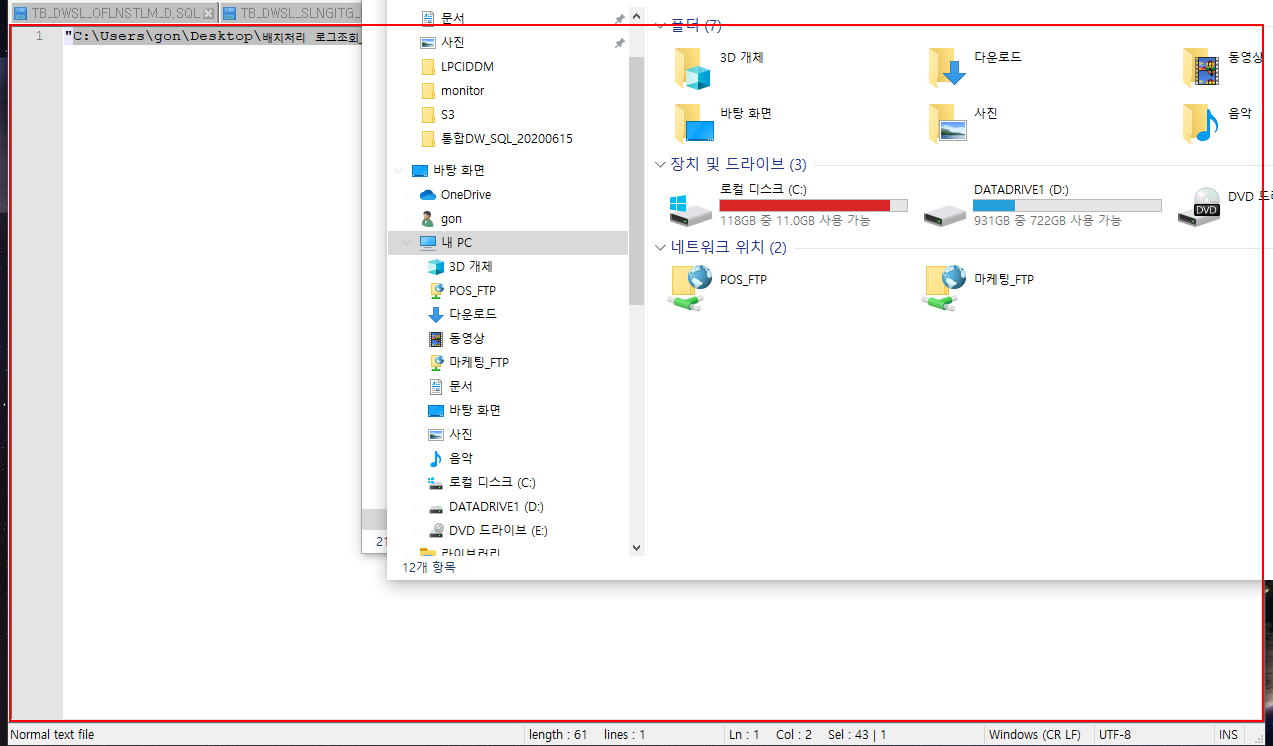 TB_DWSL_OFLNSTLM_D.SQL TB_DWSL_SLNGITG_
1 "C:\Users\gon\Desktop\배치처리 로그조회_
문서
사진
LPCIDDM
monitor
S3
통합DW_SQL_20200615
바탕 화면
OneDrive
gon
내 PC
3D 개체
POS_FTP
다운로드
동영상
마케팅_FTP
문서
바탕 화면
사진
음악
로컬 디스크 (C:)
DATADRIVE1 (D:)
DVD 드라이브 (E:)
라이브러리
12개 항목
21
폴더 (7)
3D 개체
다운로드
동영상
바탕 화면
사진
음악
장치 및 드라이브 (3)
로컬 디스크 (C:)
118GB 중 11.0GB 사용 가능
DATADRIVE1 (D:)
931GB 중 722GB 사용 가능
DVD
DVD 드
네트워크 위치 (2)
POS_FTP
마케팅_FTP
Normal text file length : 61 lines : 1 Ln : 1 Col : 2 Sel : 43 | 1 Windows (CR LF) UTF-8 INS